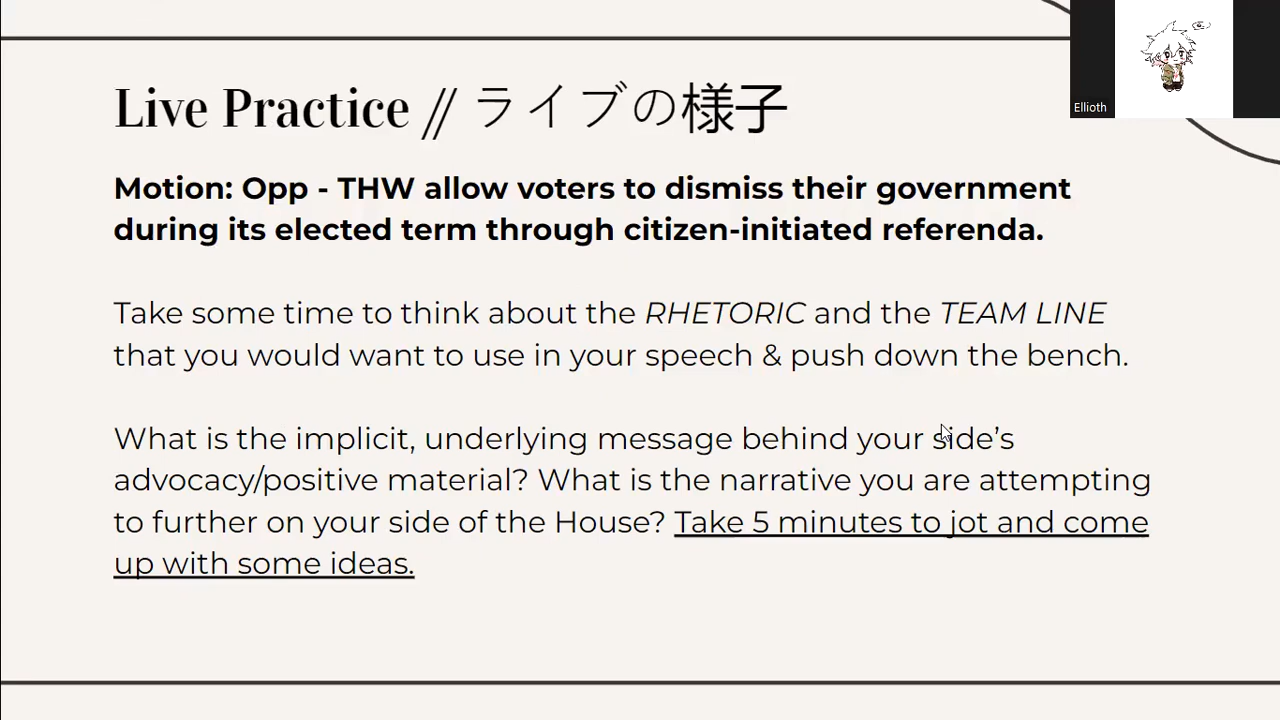 Ellioth
Live Practice // ライブの様子
Motion: Opp - THW allow voters to dismiss their government
during its elected term through citizen-initiated referenda.
Take some time to think about the RHETORIC and the TEAM LINE
that you would want to use in your speech & push down the bench.
What is the implicit, underlying message behind your side’s
advocacy/positive material? What is the narrative you are attempting
to further on your side of the House? Take 5 minutes to jot and come
up with some ideas.